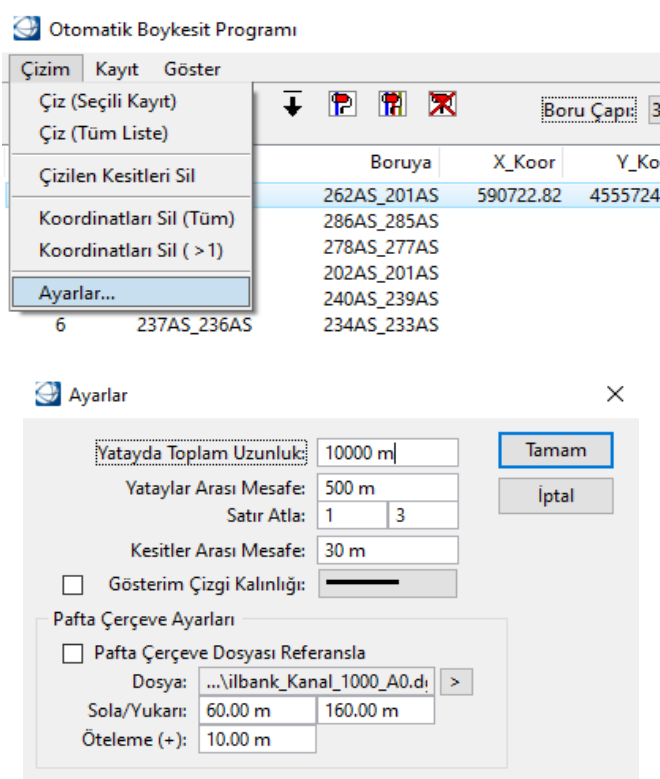 Otomatik Boykesit Programı
Çizim Kayıt Göster
Çiz (Seçili Kayıt)
Çiz (Tüm Liste)
Çizilen Kesitleri Sil
Koordinatları Sil (Tüm)
Koordinatları Sil ( >1)
Ayarlar...
Boru Çapı: 3
Boruya X_Koor Y_Ko
262AS_201AS 590722.82 4555724
286AS_285AS
278AS_277AS
202AS_201AS
240AS_239AS
6 237AS_236AS 234AS_233AS
Ayarlar
Yatayda Toplam Uzunluk: 10000 m
Tamam
Yataylar Arası Mesafe: 500 m
İptal
Satır Atla: 1 3
Kesitler Arası Mesafe: 30 m
Gösterim Çizgi Kalınlığı:
Pafta Çerçeve Ayarları
Pafta Çerçeve Dosyası Referansla
Dosya: ...\ilbank_Kanal_1000_A0.d >
Sola/Yukarı: 60.00 m 160.00 m
Öteleme (+): 10.00 m